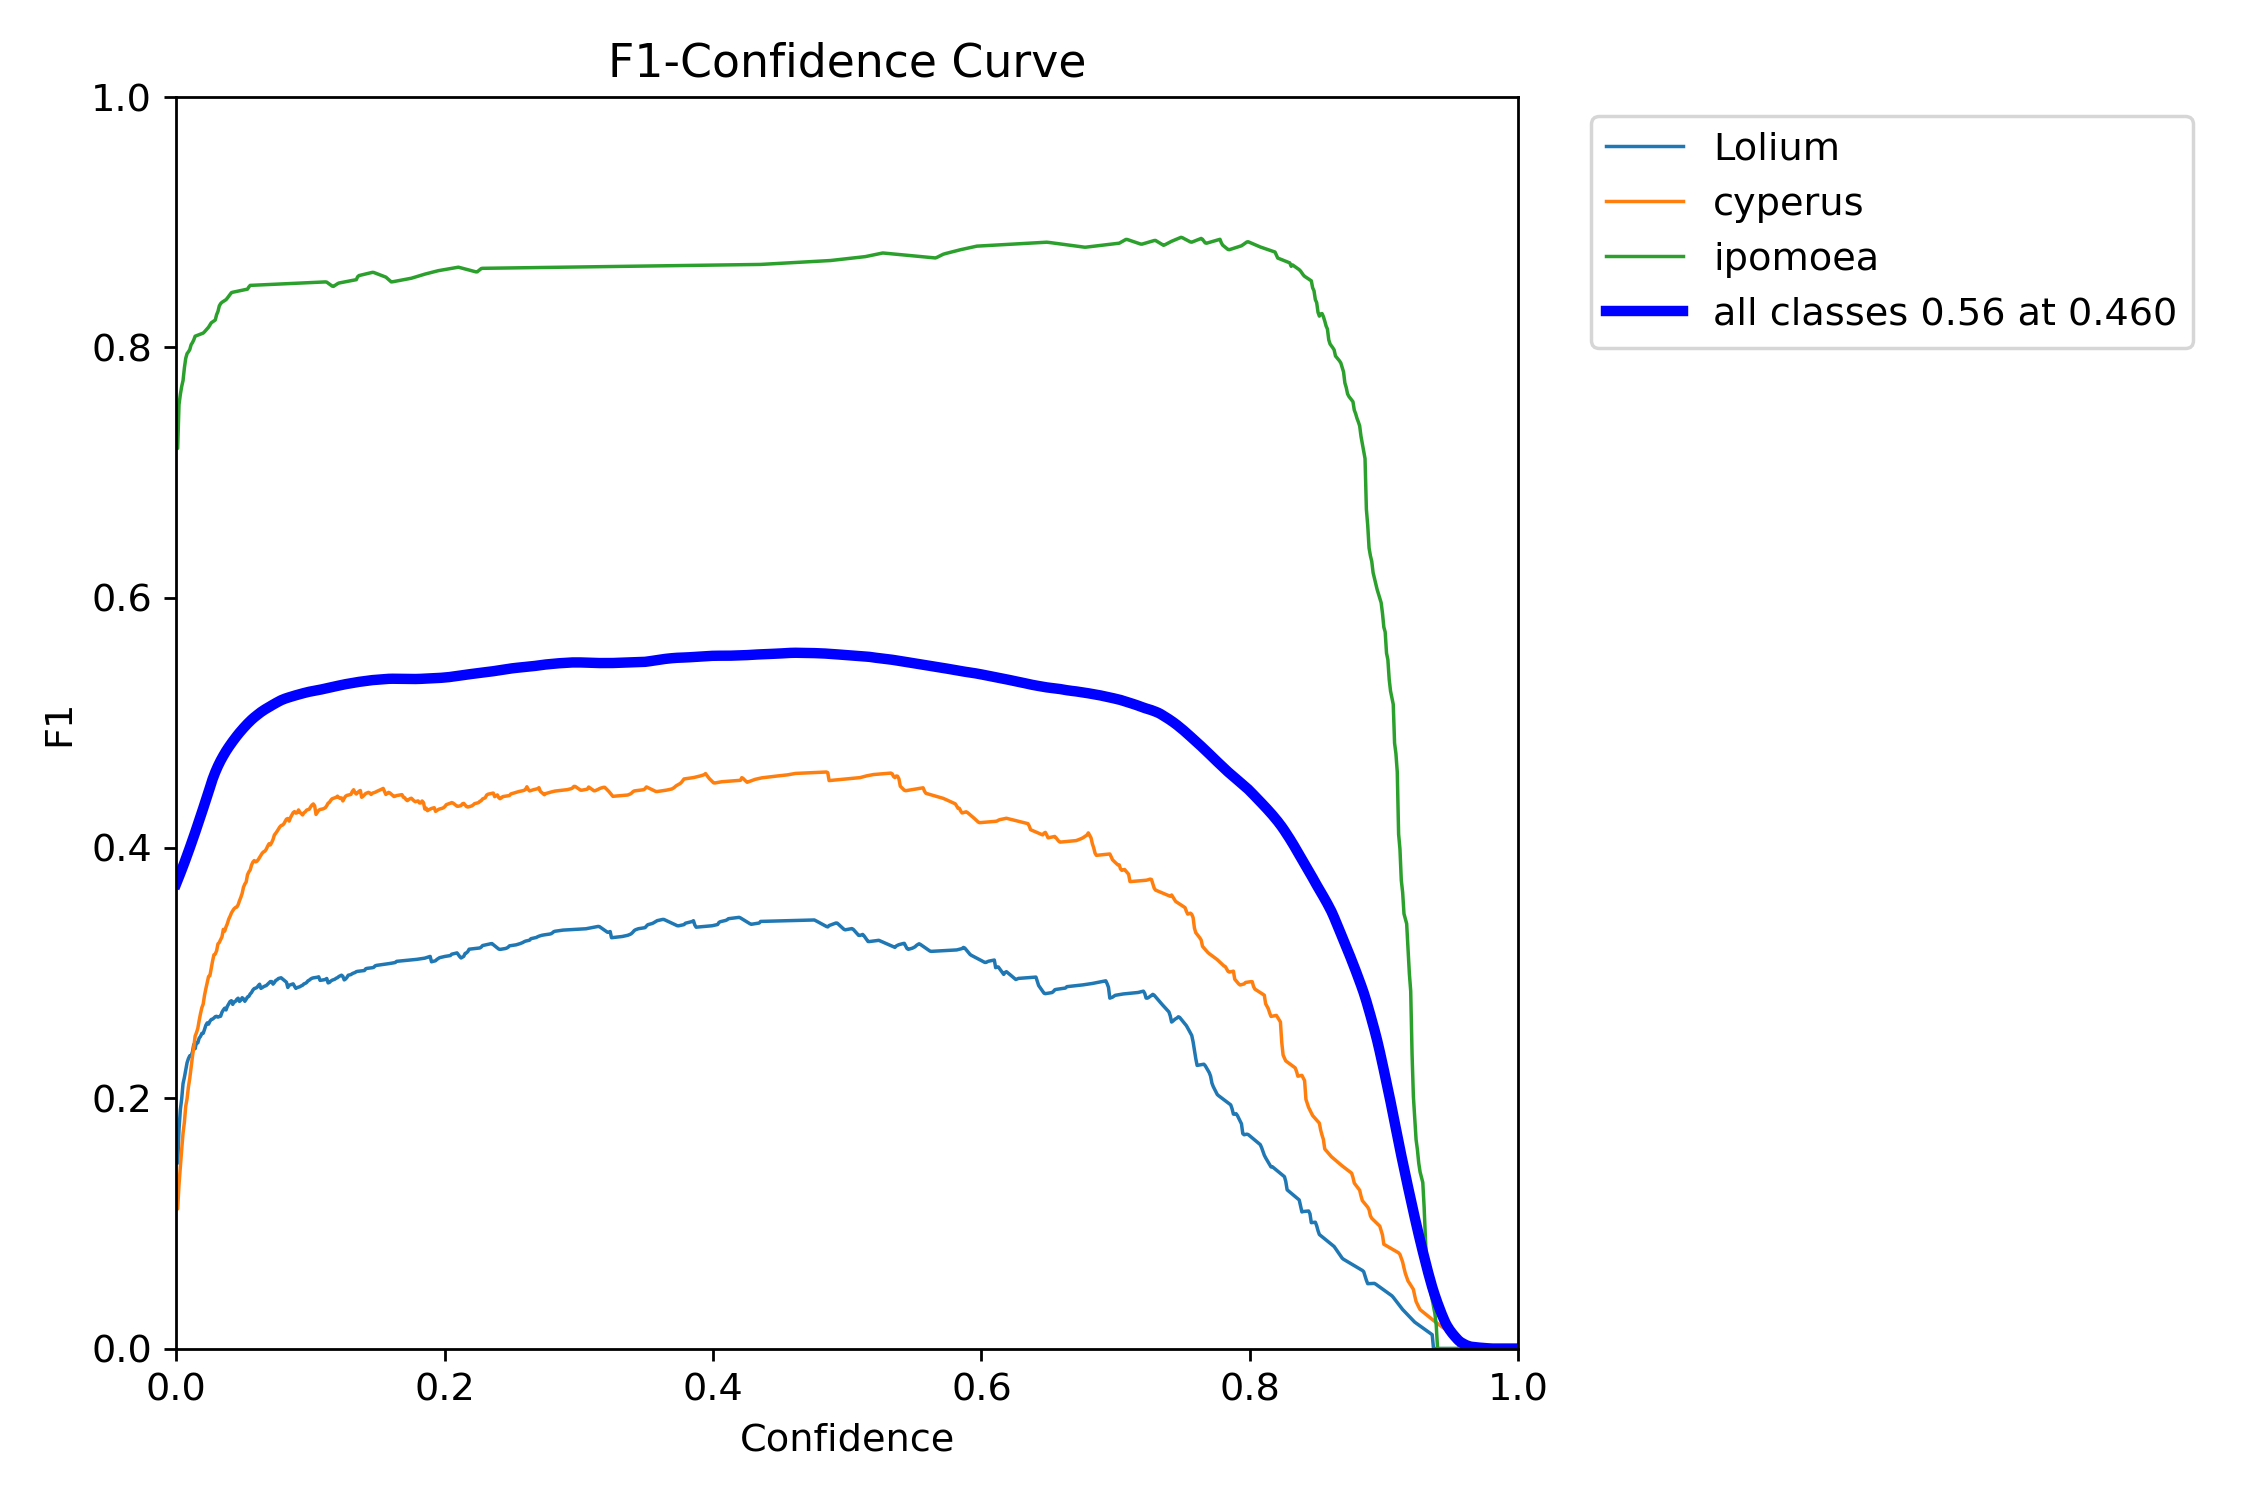 F1-Confidence Curve
1.0
0.8
0.6
0.4
0.2
0.0
F1
0.0 0.2 0.4 0.6 0.8 1.0
Confidence
Lolium
cyperus
ipomoea
all classes 0.56 at 0.460